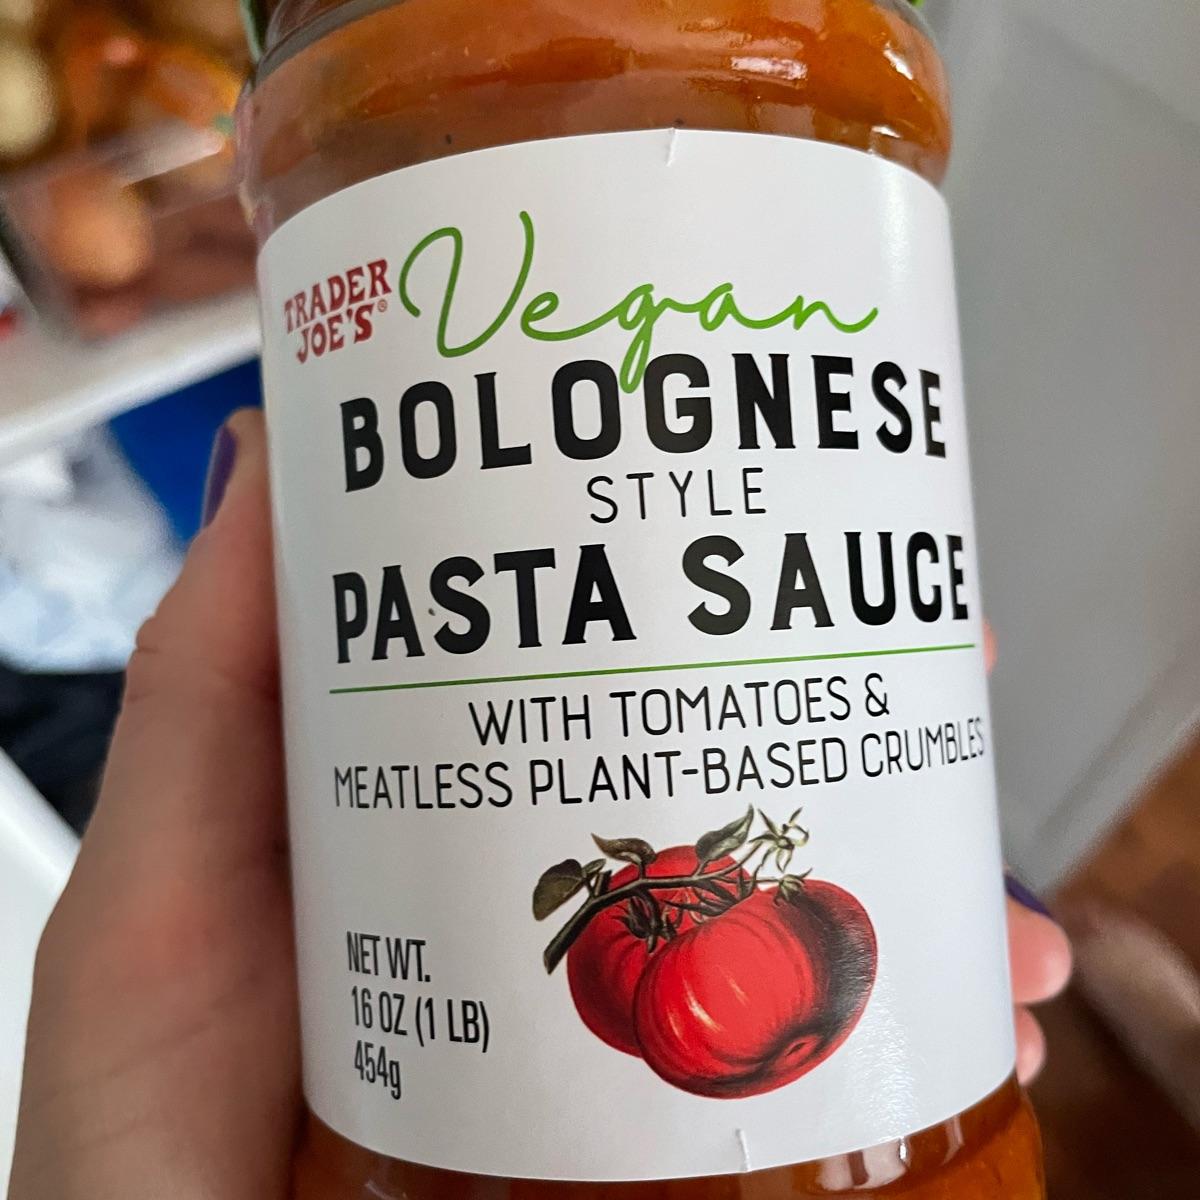 TRADER
JOE'S®
Vegan
BOLOGNESE
STYLE
PASTA SAUCE
WITH TOMATOES &
MEATLESS PLANT-BASED CRUMBLES
NET WT.
16 OZ (1 LB)
454g